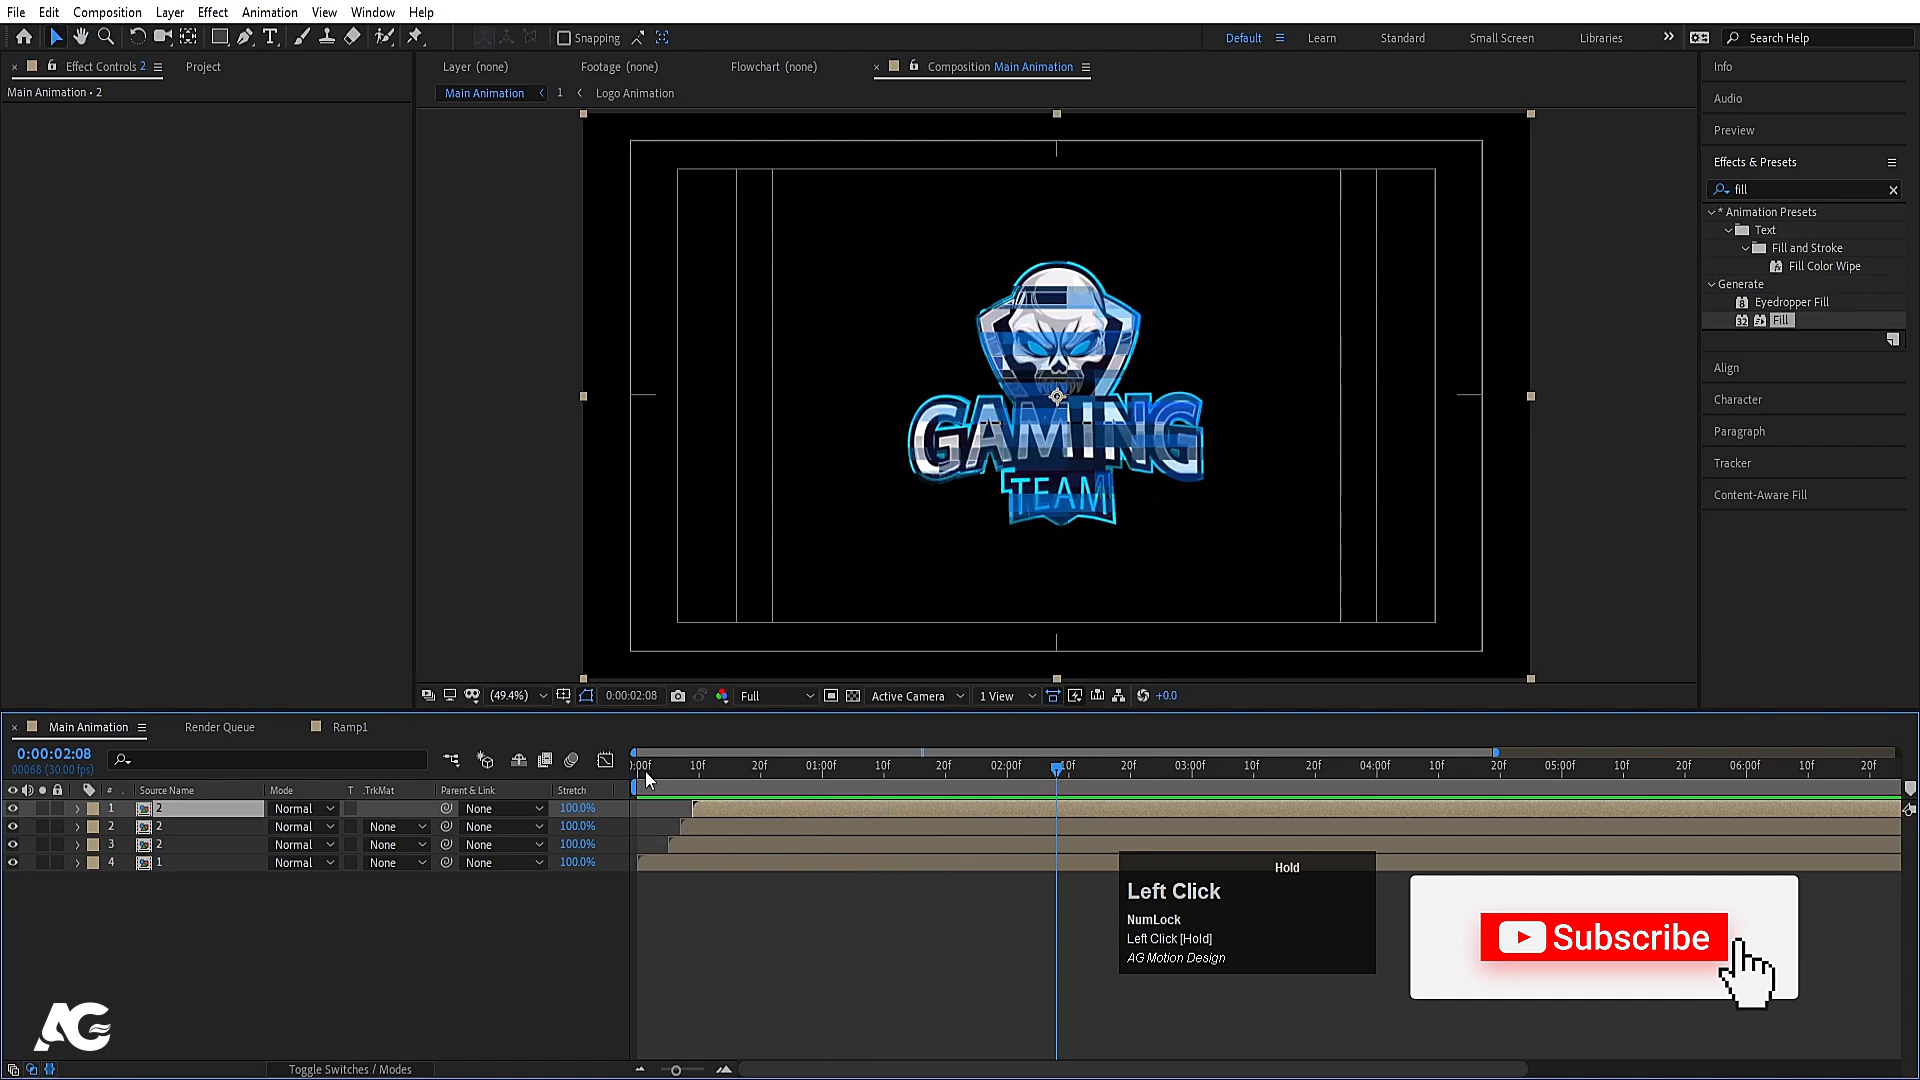 File Edit Composition Layer Effect Animation View Window Help
Snapping Default Learn Standard Small Screen Libraries Search Help
Effect Controls 2 Project
Main Animation • 2
Layer (none) Footage (none) Flowchart (none) Composition Main Animation
Main Animation 1 Logo Animation
Info
Audio
Preview
Effects & Presets
fill
* Animation Presets
Text
Fill and Stroke
Fill Color Wipe
Generate
Eyedropper Fill
Fill
Align
Character
Paragraph
Tracker
Content-Aware Fill
GAMING
TEAM
(49.4%) 0:00:02:08 Full Active Camera 1 View +0.0
Main Animation Render Queue Ramp1
0:00:02:08
00068 (30.00 fps)
:00f 10f 20f 01:00f 10f 20f 02:00f 10f 20f 03:00f 10f 20f 04:00f 10f 20f 05:00f 10f 20f 06:00f 10f 20f
# Source Name Mode T .TrkMat Parent & Link Stretch
1 2 Normal None 100.0%
2 2 Normal None None 100.0%
3 2 Normal None None 100.0%
4 1 Normal None None 100.0%
Hold
Left Click
NumLock
Left Click [Hold]
AG Motion Design
Subscribe
AG
Toggle Switches / Modes